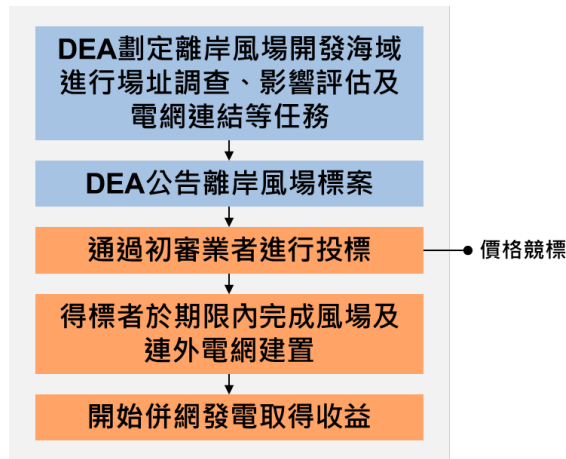 DEA劃定離岸風場開發海域
進行場址調查、影響評估及
電網連結等任務
DEA公告離岸風場標案
通過初審業者進行投標
價格競標
得標者於期限內完成風場及
連外電網建置
開始併網發電取得收益